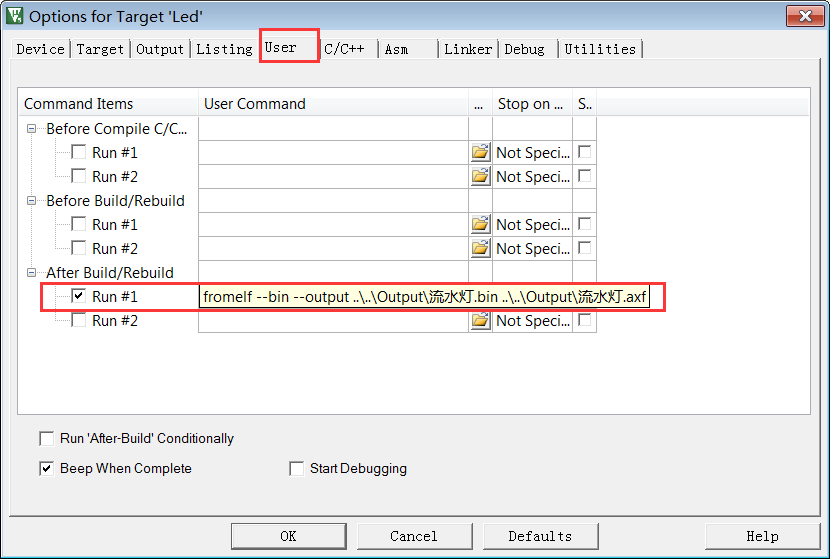 Options for Target 'Led'
Device Target Output Listing User C/C++ Asm Linker Debug Utilities
Command Items User Command ... Stop on ... S..
Before Compile C/C...
Run #1 Not Speci...
Run #2 Not Speci...
Before Build/Rebuild
Run #1 Not Speci...
Run #2 Not Speci...
After Build/Rebuild
Run #1 fromelf --bin --output ..\..\Output\流水灯.bin ..\..\Output\流水灯.axf
Run #2 Not Speci...
Run 'After-Build' Conditionally
Beep When Complete Start Debugging
OK Cancel Defaults Help